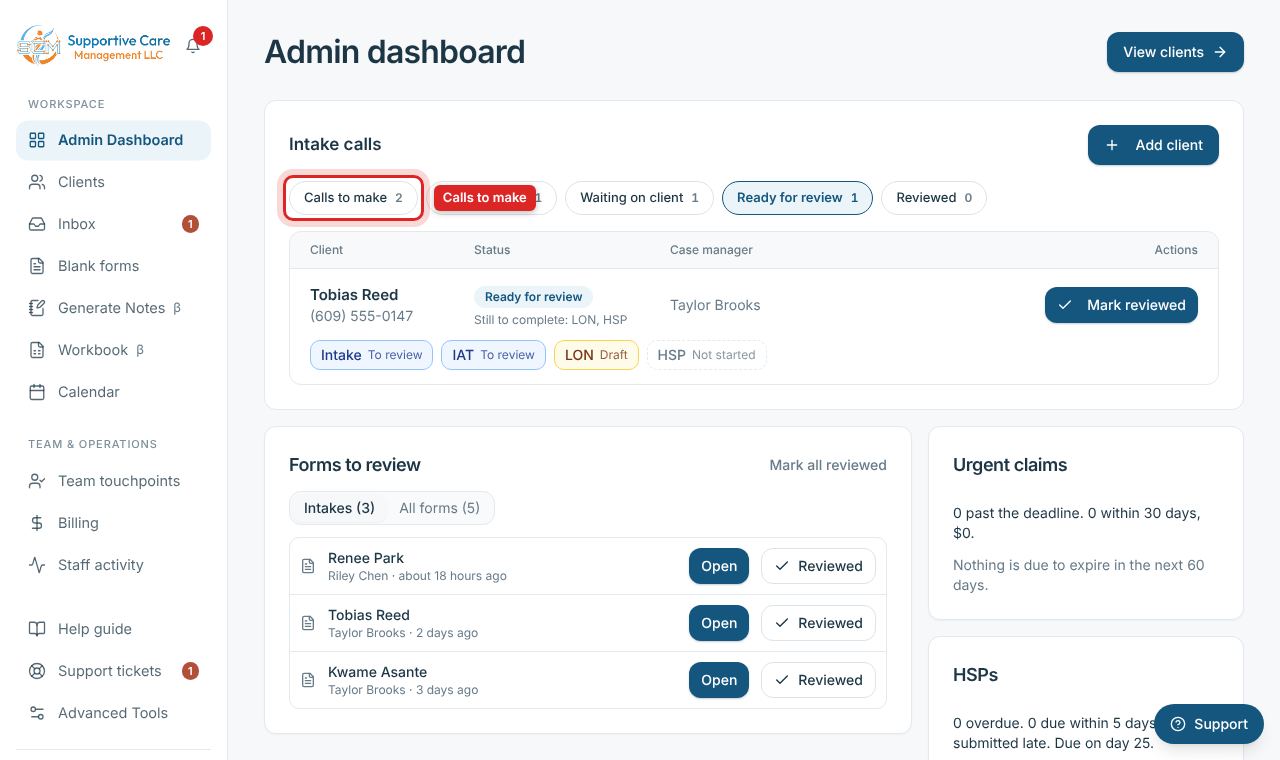 SCM
Supportive Care
Management LLC
1
WORKSPACE
Admin Dashboard
Clients
Inbox 1
Blank forms
Generate Notes β
Workbook β
Calendar
TEAM & OPERATIONS
Team touchpoints
Billing
Staff activity
Help guide
Support tickets 1
Advanced Tools
Admin dashboard
View clients →
Intake calls
+ Add client
Calls to make 2
Calls to make 1
Waiting on client 1
Ready for review 1
Reviewed 0
Client Status Case manager Actions
Tobias Reed
(609) 555-0147
Ready for review
Still to complete: LON, HSP
Taylor Brooks
Mark reviewed
Intake To review
IAT To review
LON Draft
HSP Not started
Forms to review
Mark all reviewed
Intakes (3) All forms (5)
Renee Park
Riley Chen · about 18 hours ago
Open Reviewed
Tobias Reed
Taylor Brooks · 2 days ago
Open Reviewed
Kwame Asante
Taylor Brooks · 3 days ago
Open Reviewed
Urgent claims
0 past the deadline. 0 within 30 days,
$0.
Nothing is due to expire in the next 60
days.
HSPs
0 overdue. 0 due within 5 days
submitted late. Due on day 25.
Support